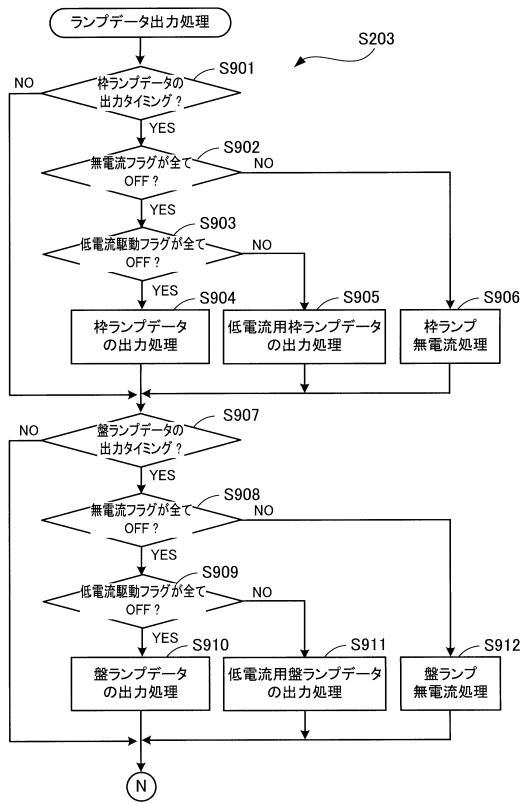 ランプデータ出力処理
S203
S901
枠ランプデータの
出力タイミング？
NO
YES
S902
無電流フラグが全て
OFF？
NO
YES
S903
低電流駆動フラグが全て
OFF？
NO
YES
S904
枠ランプデータ
の出力処理
S905
低電流用枠ランプデータ
の出力処理
S906
枠ランプ
無電流処理
S907
盤ランプデータの
出力タイミング？
NO
YES
S908
無電流フラグが全て
OFF？
NO
YES
S909
低電流駆動フラグが全て
OFF？
NO
YES
S910
盤ランプデータ
の出力処理
S911
低電流用盤ランプデータ
の出力処理
S912
盤ランプ
無電流処理
N